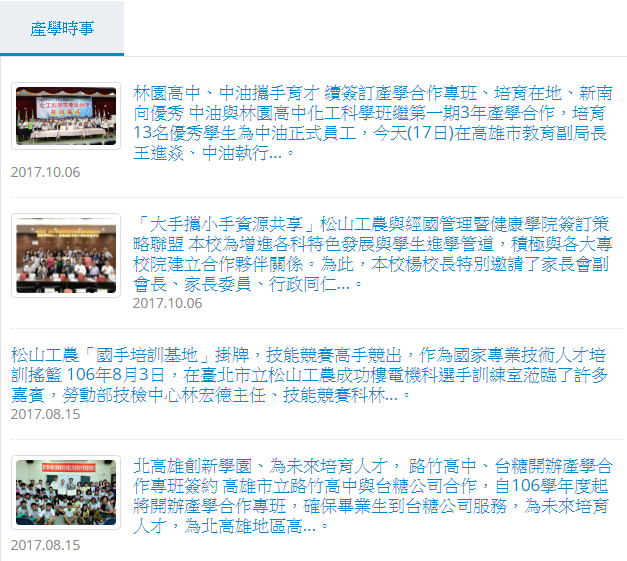 產學時事
林園高中、中油攜手育才 續簽訂產學合作專班、培育在地、新南
向優秀 中油與林園高中化工科學班繼第一期3年產學合作，培育
13名優秀學生為中油正式員工，今天(17日)在高雄市教育副局長
王進焱、中油執行...。
2017.10.06
「大手攜小手資源共享」松山工農與經國管理暨健康學院簽訂策
略聯盟 本校為增進各科特色發展與學生進學管道，積極與各大專
校院建立合作夥伴關係。為此，本校楊校長特別邀請了家長會副
會長、家長委員、行政同仁...。
2017.10.06
松山工農「國手培訓基地」掛牌，技能競賽高手競出，作為國家專業技術人才培
訓搖籃 106年8月3日，在臺北市立松山工農成功樓電機科選手訓練室蒞臨了許多
嘉賓，勞動部技檢中心林宏德主任、技能競賽科林...。
2017.08.15
北高雄創新學園、為未來培育人才， 路竹高中、台糖開辦產學合
作專班簽約 高雄市立路竹高中與台糖公司合作，自106學年度起
將開辦產學合作專班，確保畢業生到台糖公司服務，為未來培育
人才，為北高雄地區高...。
2017.08.15